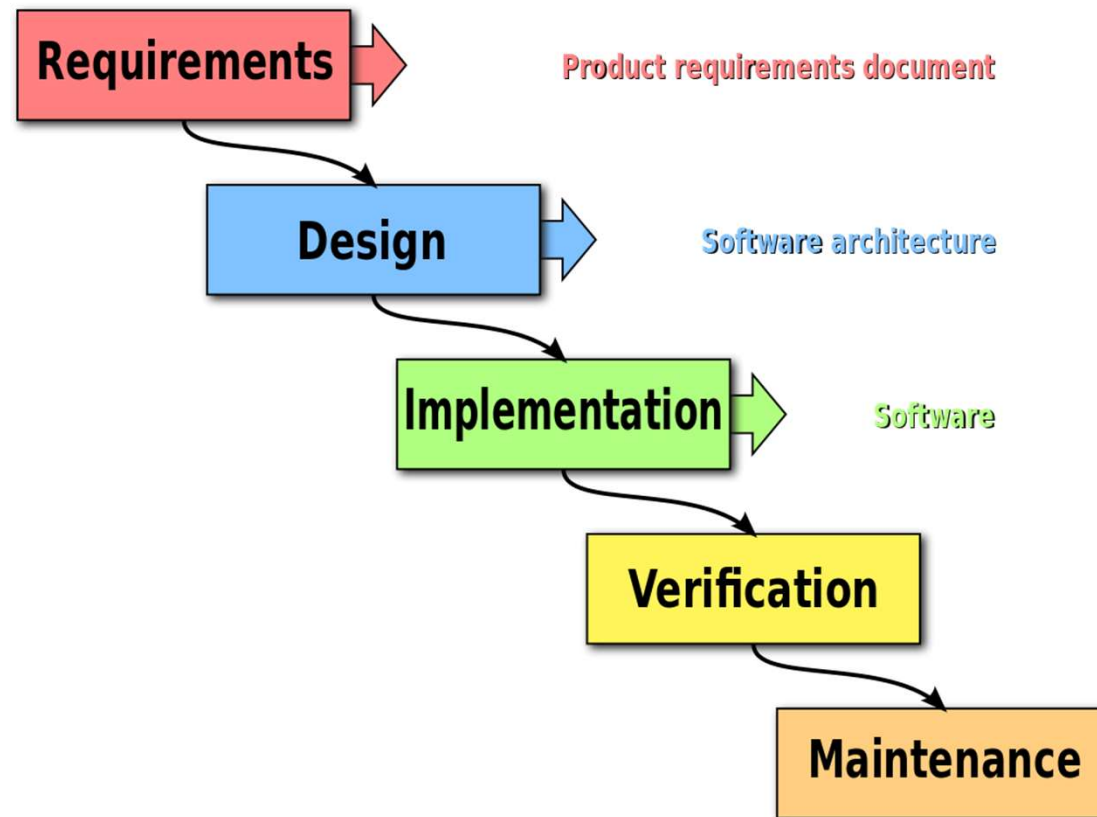 Requirements
Product requirements document
Design
Software architecture
Implementation
Software
Verification
Maintenance